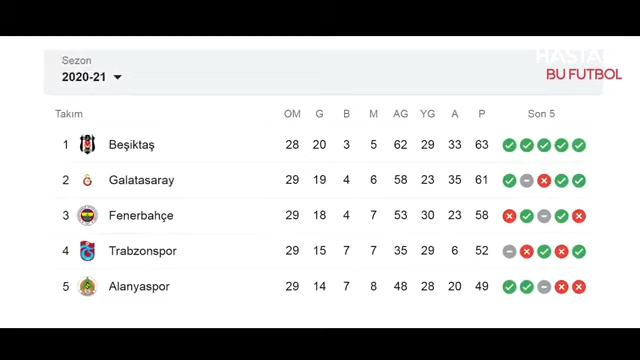 HASTA
BU FUTBOL
Sezon
2020-21
Takım OM G B M AG YG A P Son 5
1 Beşiktaş 28 20 3 5 62 29 33 63
2 Galatasaray 29 19 4 6 58 23 35 61
3 Fenerbahçe 29 18 4 7 53 30 23 58
4 Trabzonspor 29 15 7 7 35 29 6 52
5 Alanyaspor 29 14 7 8 48 28 20 49